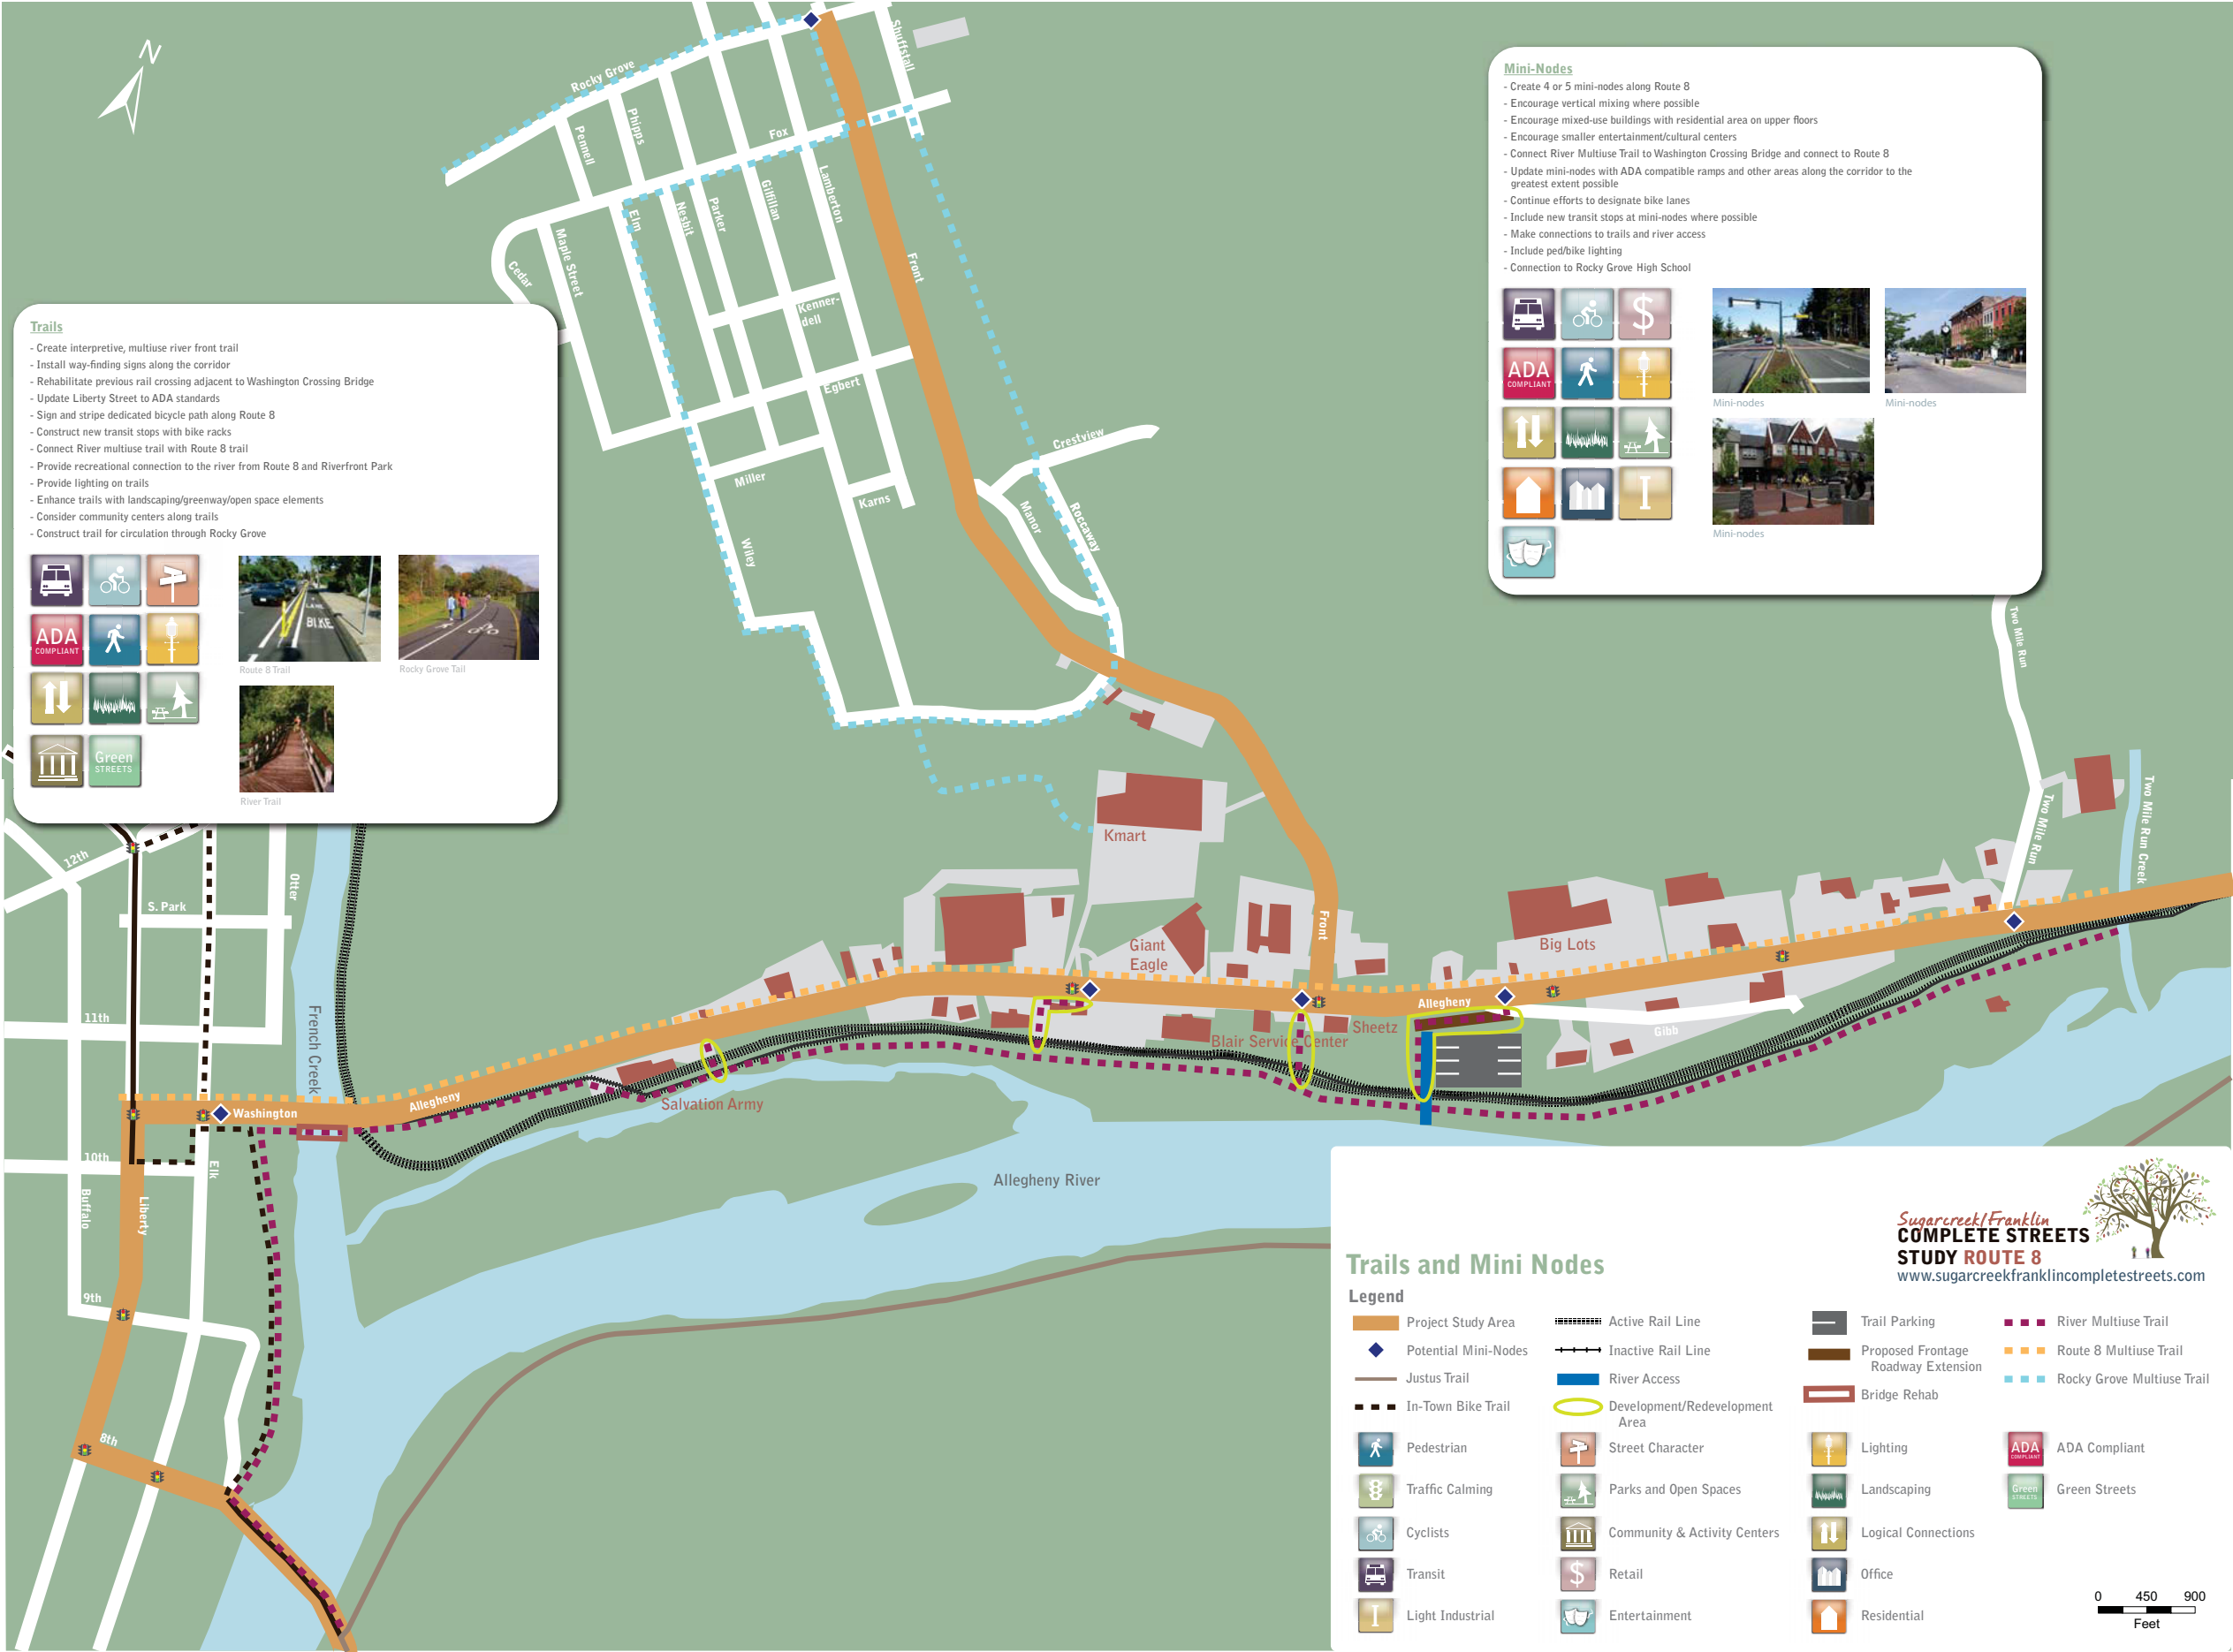 N
Rocky Grove
Shuffstall
Pennell
Phipps
Fox
Elm
Nesbit
Parker
Gilfillan
Lamberton
Maple Street
Cedar
Front
Kenner-
dell
Egbert
Miller
Karns
Wiley
Crestview
Manor
Roccaway
Mini-Nodes
- Create 4 or 5 mini-nodes along Route 8
- Encourage vertical mixing where possible
- Encourage mixed-use buildings with residential area on upper floors
- Encourage smaller entertainment/cultural centers
- Connect River Multiuse Trail to Washington Crossing Bridge and connect to Route 8
- Update mini-nodes with ADA compatible ramps and other areas along the corridor to the
greatest extent possible
- Continue efforts to designate bike lanes
- Include new transit stops at mini-nodes where possible
- Make connections to trails and river access
- Include ped/bike lighting
- Connection to Rocky Grove High School
$
ADA
COMPLIANT
Mini-nodes
Mini-nodes
Mini-nodes
Trails
- Create interpretive, multiuse river front trail
- Install way-finding signs along the corridor
- Rehabilitate previous rail crossing adjacent to Washington Crossing Bridge
- Update Liberty Street to ADA standards
- Sign and stripe dedicated bicycle path along Route 8
- Construct new transit stops with bike racks
- Connect River multiuse trail with Route 8 trail
- Provide recreational connection to the river from Route 8 and Riverfront Park
- Provide lighting on trails
- Enhance trails with landscaping/greenway/open space elements
- Consider community centers along trails
- Construct trail for circulation through Rocky Grove
ADA
COMPLIANT
Green
STREETS
LANE
BIKE
Route 8 Trail
Rocky Grove Tail
River Trail
Two Mile Run
Two Mile Run
Two Mile Run Creek
Kmart
Giant
Eagle
Front
Big Lots
Allegheny
Gibb
Sheetz
Blair Service Center
Salvation Army
Allegheny
Washington
French Creek
12th
S. Park
Otter
11th
10th
Elk
Buffalo
Liberty
9th
8th
Allegheny River
Sugarcreek/Franklin
COMPLETE STREETS
STUDY ROUTE 8
www.sugarcreekfranklincompletestreets.com
Trails and Mini Nodes
Legend
Project Study Area
Potential Mini-Nodes
Justus Trail
In-Town Bike Trail
Active Rail Line
Inactive Rail Line
River Access
Development/Redevelopment
Area
Trail Parking
Proposed Frontage
Roadway Extension
Bridge Rehab
River Multiuse Trail
Route 8 Multiuse Trail
Rocky Grove Multiuse Trail
Pedestrian
Traffic Calming
Cyclists
Transit
Light Industrial
Street Character
Parks and Open Spaces
Community & Activity Centers
$
Retail
Entertainment
Lighting
Landscaping
Logical Connections
Office
Residential
ADA
COMPLIANT
ADA Compliant
Green
STREETS
Green Streets
0 450 900
Feet